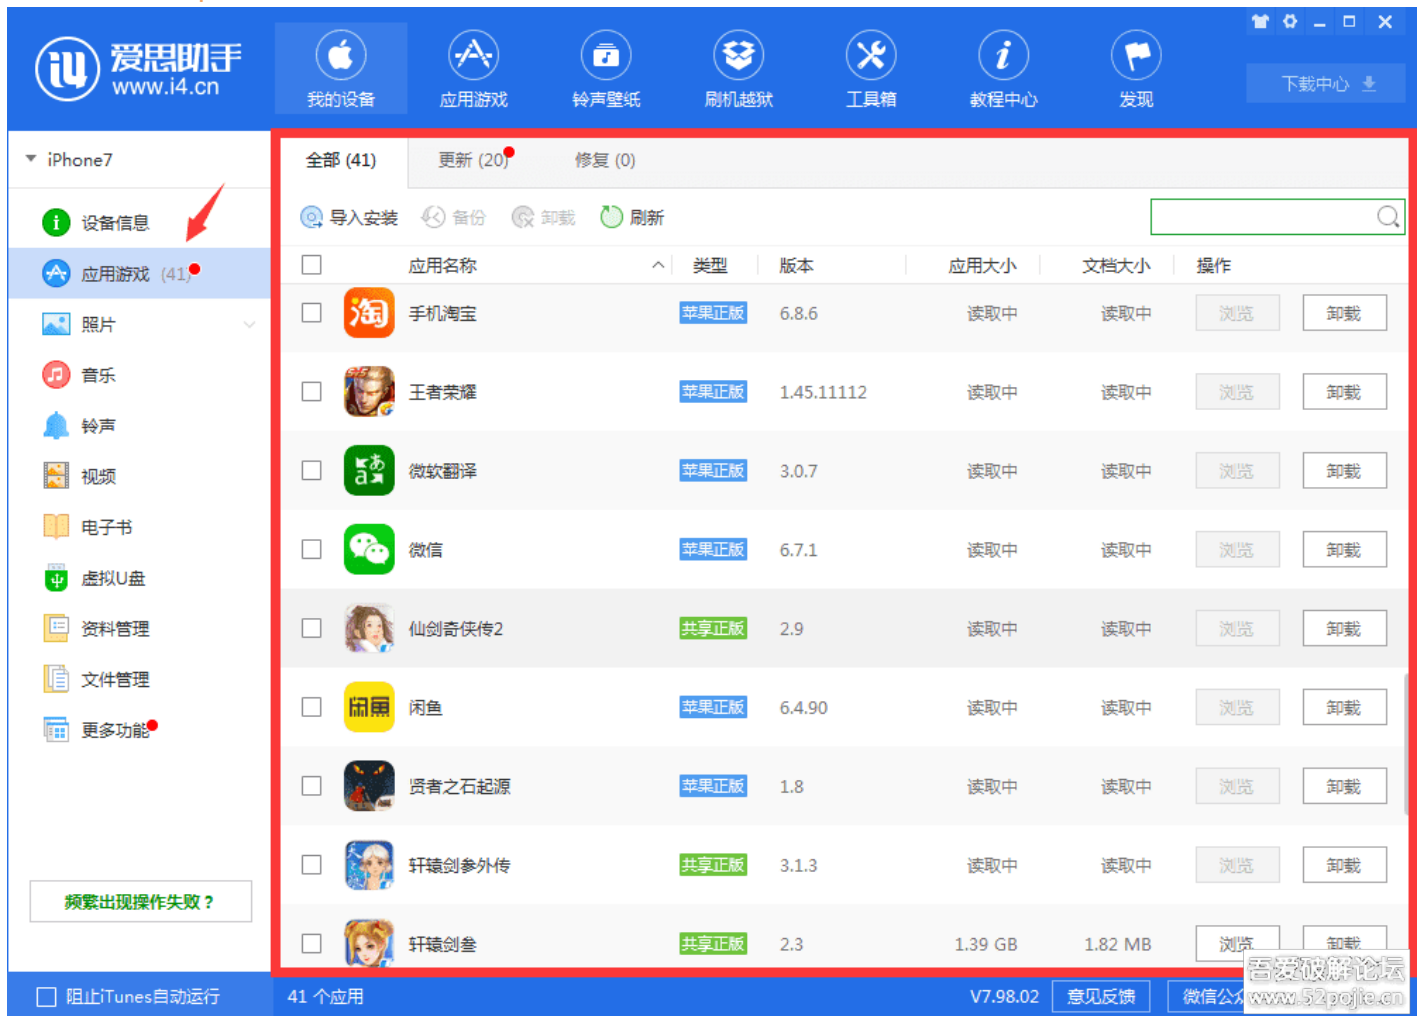 爱思助手
www.i4.cn
我的设备
应用游戏
铃声壁纸
刷机越狱
工具箱
教程中心
发现
下载中心
iPhone7
设备信息
应用游戏 (41)
照片
音乐
铃声
视频
电子书
虚拟U盘
资料管理
文件管理
更多功能
频繁出现操作失败？
阻止iTunes自动运行
全部 (41) 更新 (20) 修复 (0)
导入安装 备份 卸载 刷新
应用名称 类型 版本 应用大小 文档大小 操作
淘 手机淘宝 苹果正版 6.8.6 读取中 读取中 浏览 卸载
王者荣耀 苹果正版 1.45.11112 读取中 读取中 浏览 卸载
あ a 微软翻译 苹果正版 3.0.7 读取中 读取中 浏览 卸载
微信 苹果正版 6.7.1 读取中 读取中 浏览 卸载
仙剑奇侠传2 共享正版 2.9 读取中 读取中 浏览 卸载
闲鱼 闲鱼 苹果正版 6.4.90 读取中 读取中 浏览 卸载
贤者之石起源 苹果正版 1.8 读取中 读取中 浏览 卸载
轩辕剑参外传 共享正版 3.1.3 读取中 读取中 浏览 卸载
轩辕剑叁 共享正版 2.3 1.39 GB 1.82 MB 浏览 卸载
41 个应用 V7.98.02 意见反馈 微信公众
吾爱破解论坛
www.52pojie.cn